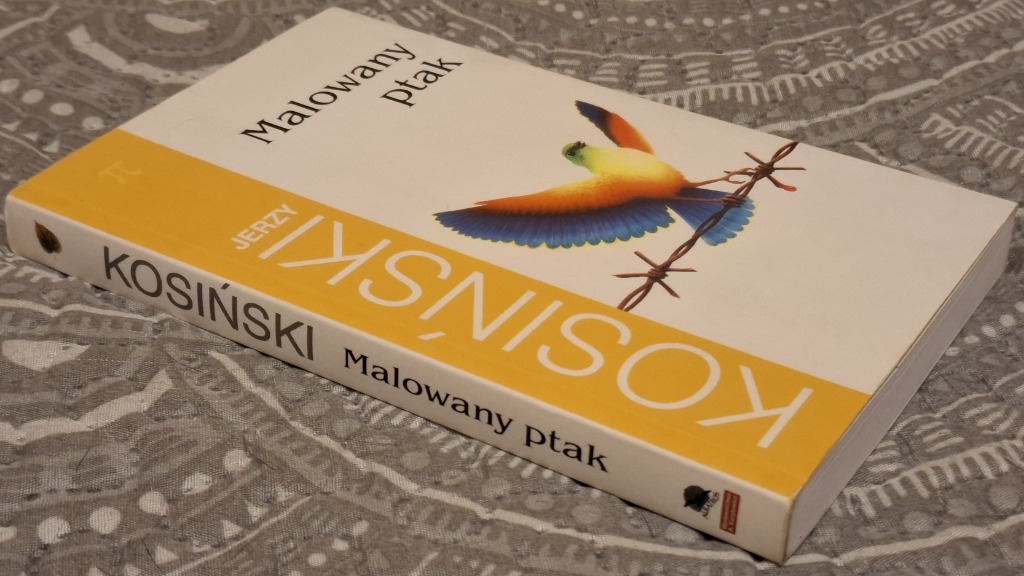 Malowany
ptak
π
JERZY
KOSIŃSKI
KOSIŃSKI Malowany ptak